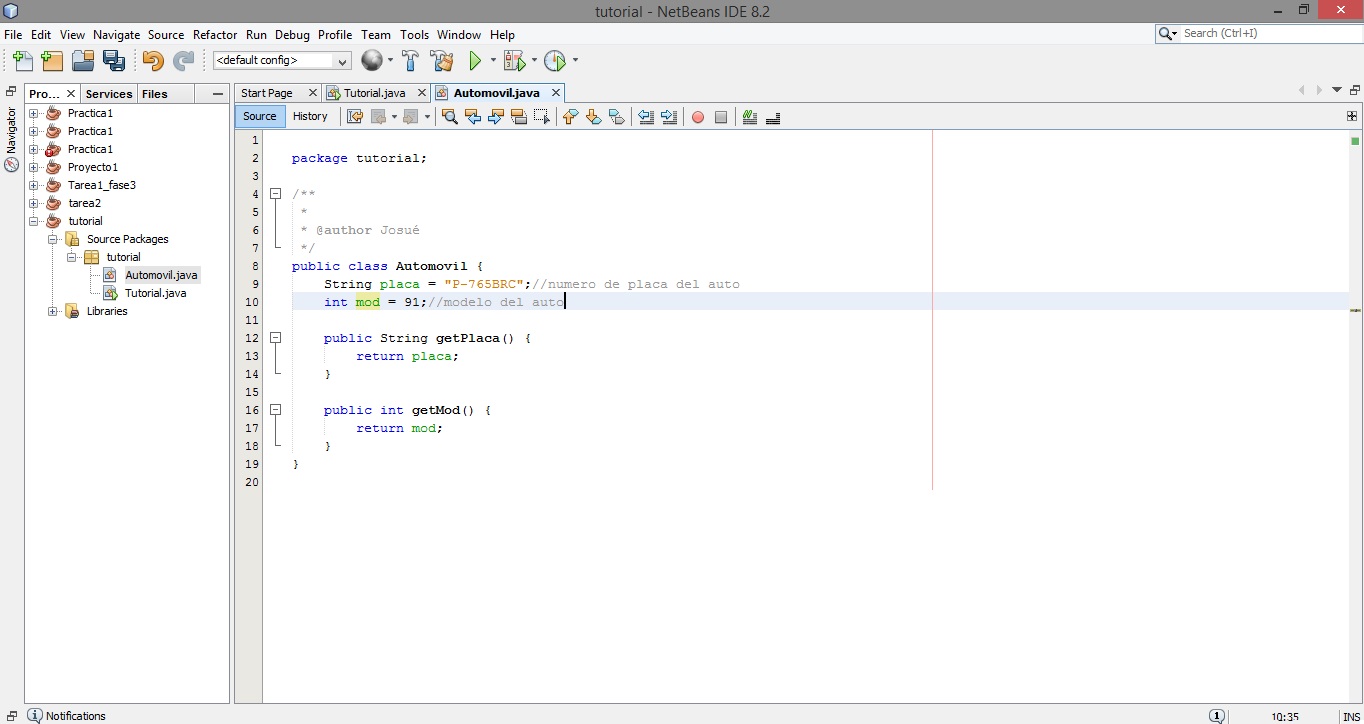 tutorial - NetBeans IDE 8.2
File Edit View Navigate Source Refactor Run Debug Profile Team Tools Window Help
Search (Ctrl+I)
<default config>
Pro... Services Files
Start Page Tutorial.java Automovil.java
Navigator
Source History
Practica1
Practica1
Practica1
Proyecto1
Tarea1_fase3
tarea2
tutorial
Source Packages
tutorial
Automovil.java
Tutorial.java
Libraries
1
2 package tutorial;
3
4 /**
5 *
6 * @author Josué
7 */
8 public class Automovil {
9 String placa = "P-765BRC";//numero de placa del auto
10 int mod = 91;//modelo del auto
11
12 public String getPlaca() {
13 return placa;
14 }
15
16 public int getMod() {
17 return mod;
18 }
19 }
20
Notifications
1
10:35
INS